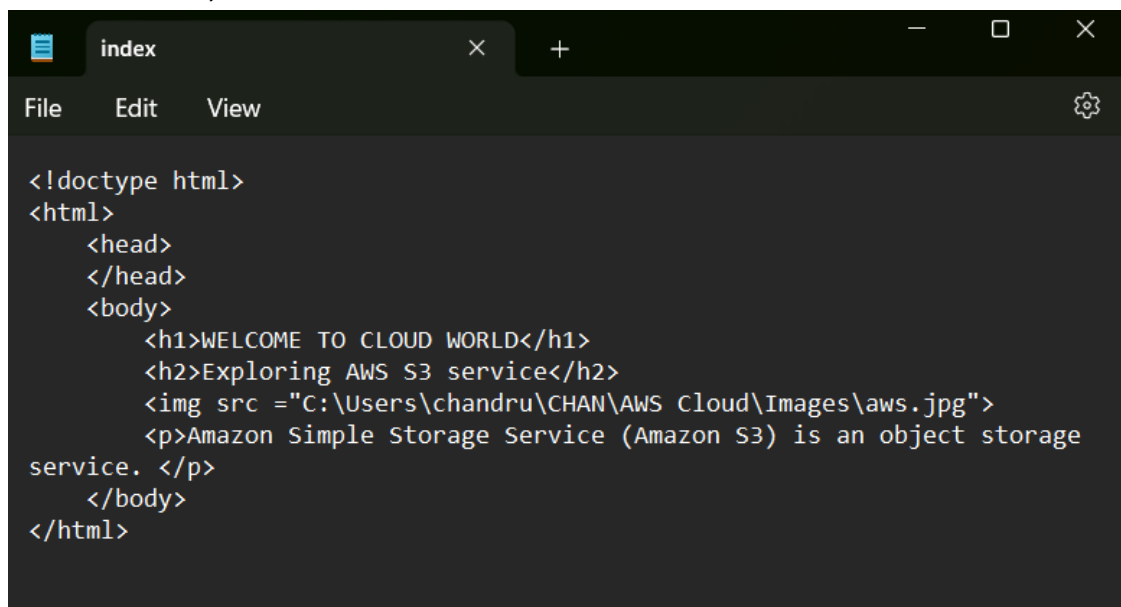 index
File Edit View
<!doctype html>
<html>
    <head>
    </head>
    <body>
        <h1>WELCOME TO CLOUD WORLD</h1>
        <h2>Exploring AWS S3 service</h2>
        <img src ="C:\Users\chandru\CHAN\AWS Cloud\Images\aws.jpg">
        <p>Amazon Simple Storage Service (Amazon S3) is an object storage
service. </p>
    </body>
</html>